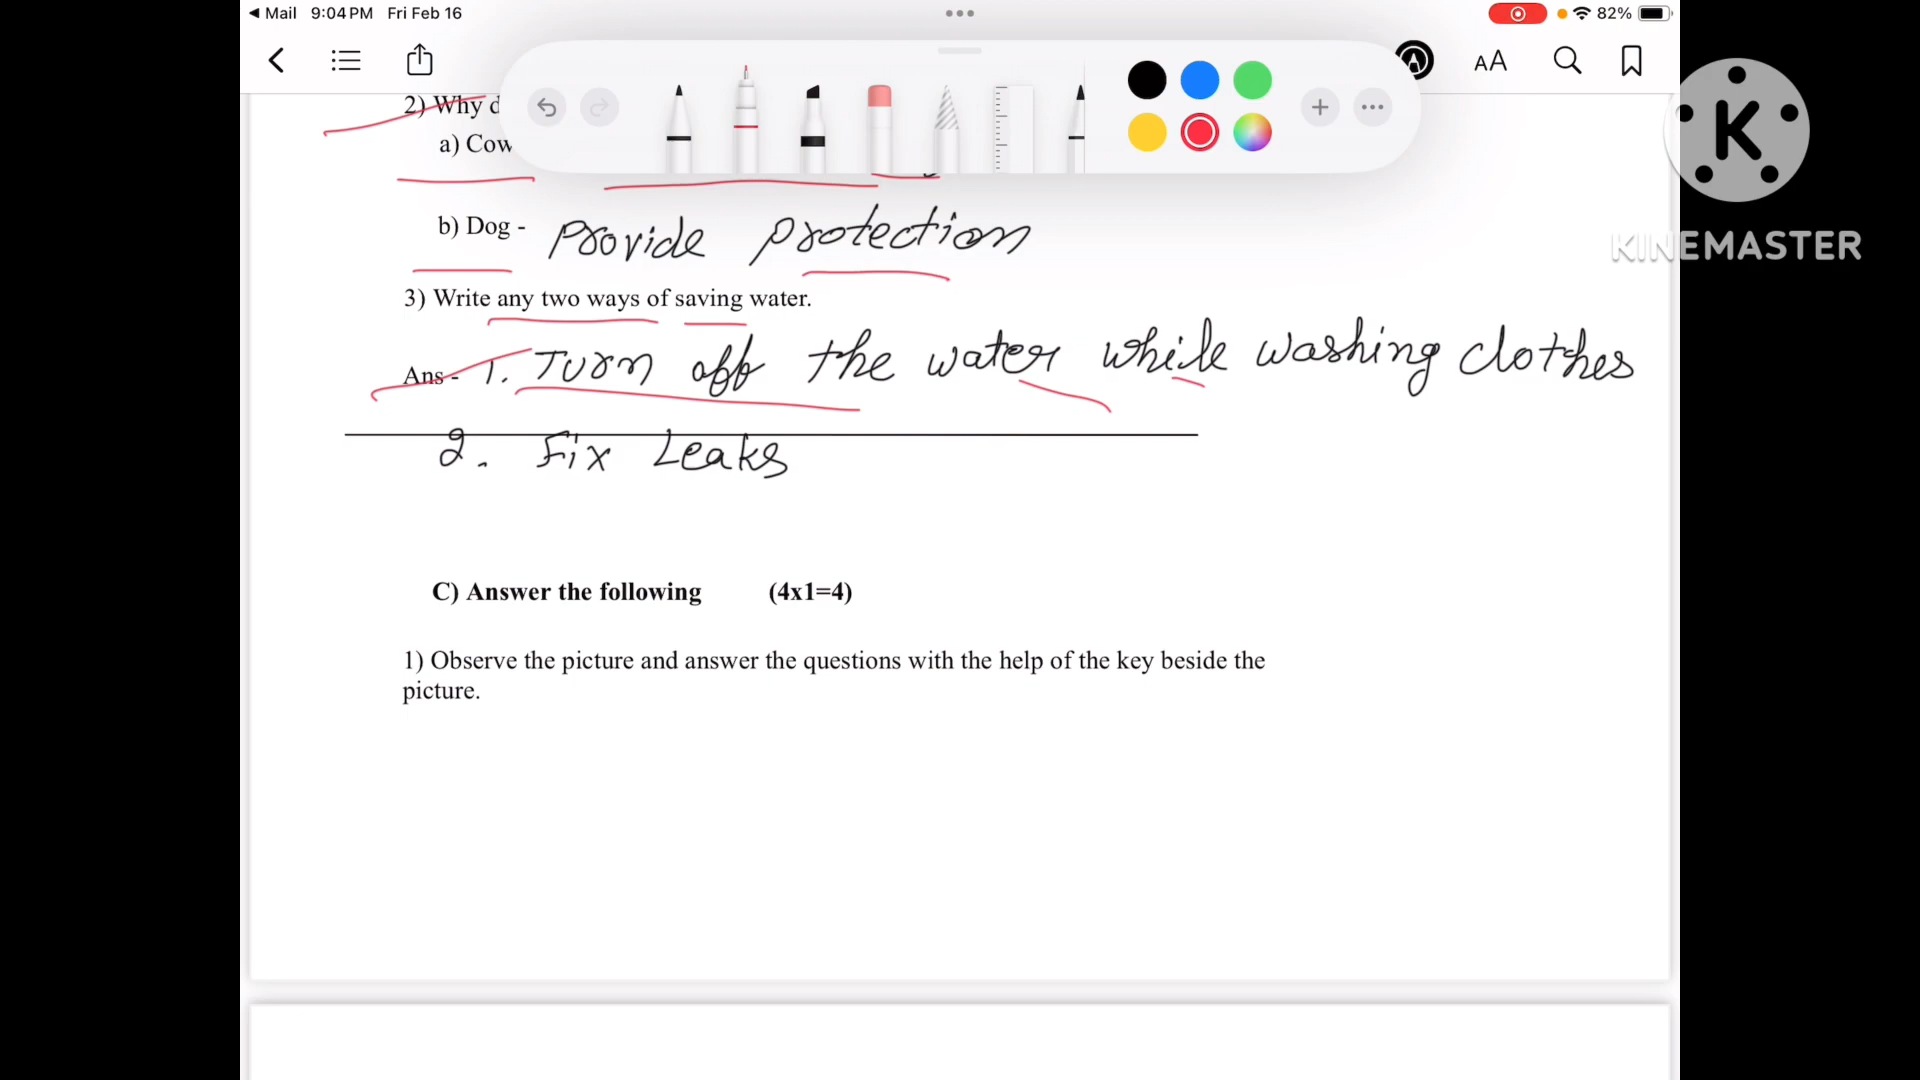 Mail 9:04 PM Fri Feb 16 82%
AA
2) Why d
a) Cow
b) Dog - Provide protection
KINEMASTER
3) Write any two ways of saving water.
Ans - 1. Turn off the water while washing clothes
2. Fix Leaks
C) Answer the following (4x1=4)
1) Observe the picture and answer the questions with the help of the key beside the
picture.